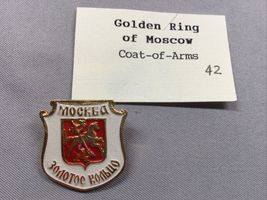 Golden Ring
of Moscow
Coat-of-Arms
42
МОСКВА
ЗОЛОТОЕ КОЛЬЦО